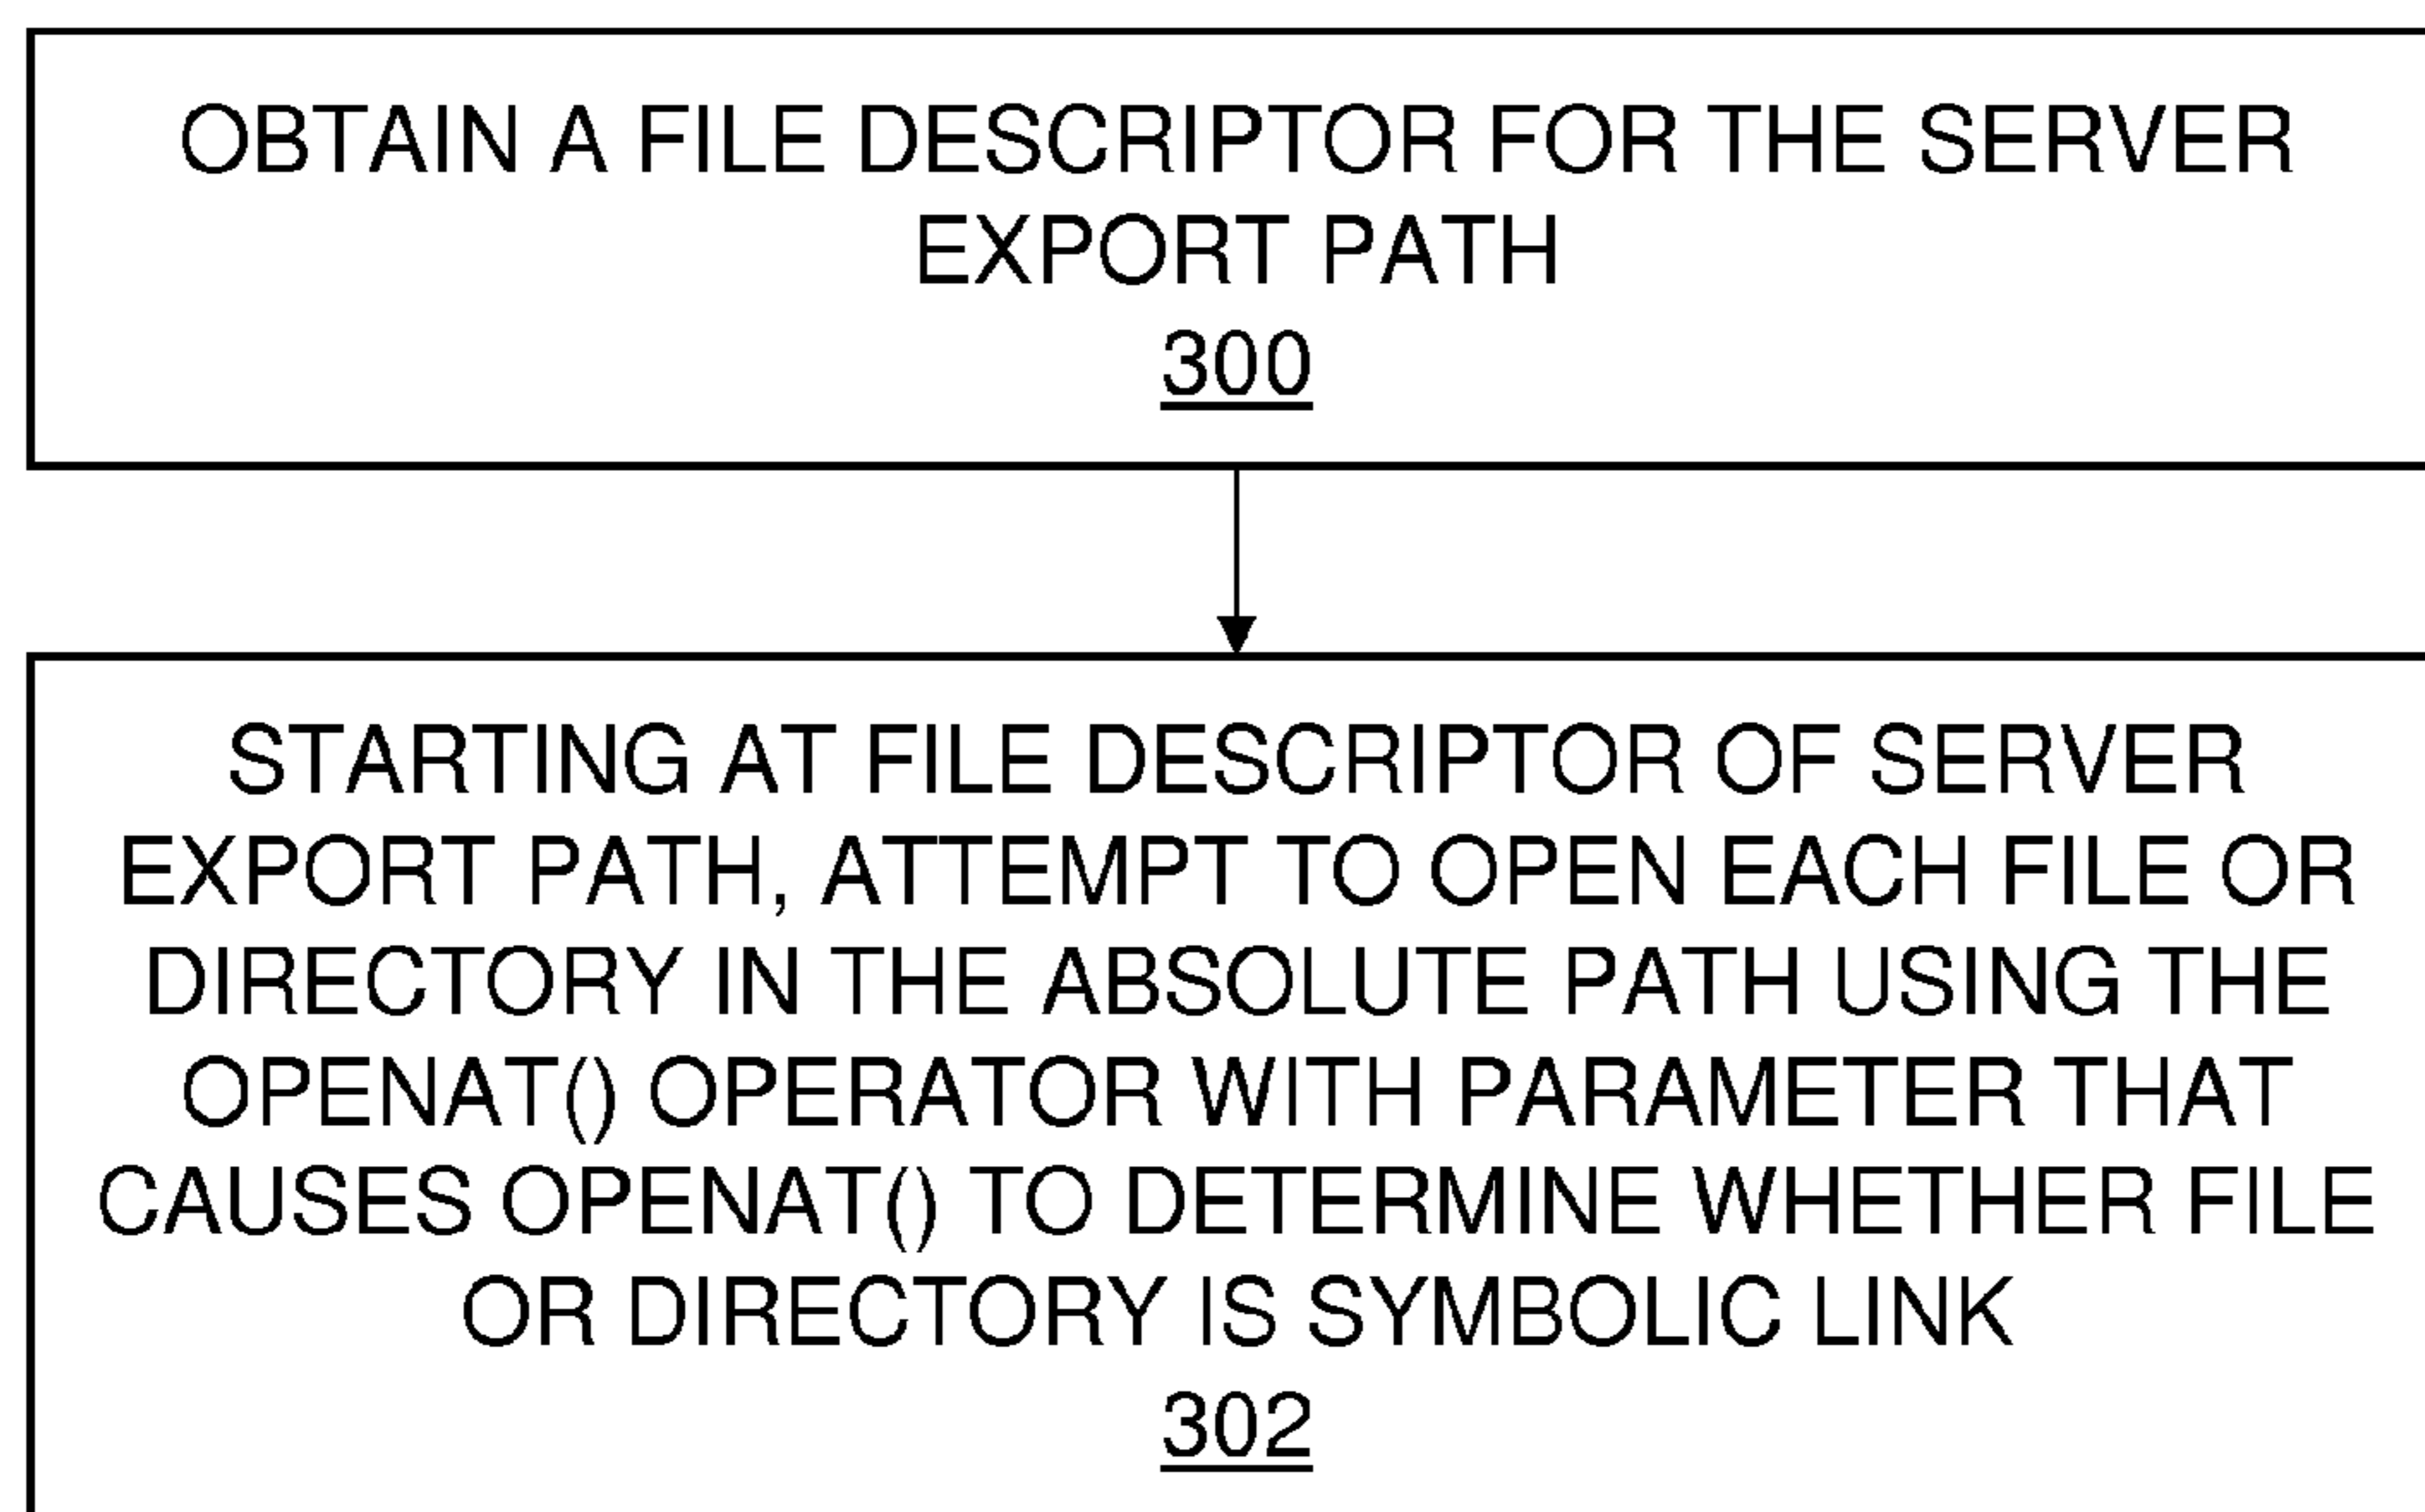 OBTAIN A FILE DESCRIPTOR FOR THE SERVER
EXPORT PATH
300
STARTING AT FILE DESCRIPTOR OF SERVER
EXPORT PATH, ATTEMPT TO OPEN EACH FILE OR
DIRECTORY IN THE ABSOLUTE PATH USING THE
OPENAT() OPERATOR WITH PARAMETER THAT
CAUSES OPENAT() TO DETERMINE WHETHER FILE
OR DIRECTORY IS SYMBOLIC LINK
302